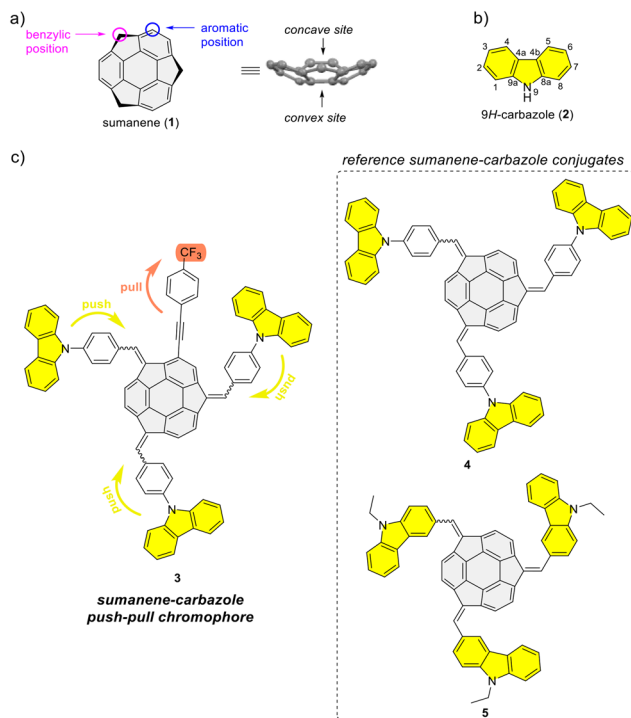 a)
benzylic
position
aromatic
position
sumanene (1)
concave site
convex site
b)
4
5
3
4a
4b
6
2
7
9a
8a
1
N
9
8
H
9H-carbazole (2)
c)
CF3
pull
push
N
N
push
push
N
3
sumanene-carbazole
push-pull chromophore
reference sumanene-carbazole conjugates
N
N
N
4
N
N
N
5